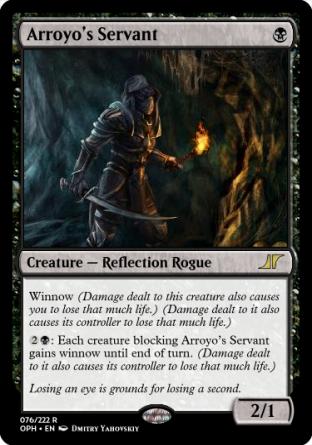 Arroyo's Servant
Creature — Reflection Rogue
Winnow (Damage dealt to this creature also causes
you to lose that much life.) (Damage dealt to it also
causes its controller to lose that much life.)
2: Each creature blocking Arroyo's Servant
gains winnow until end of turn. (Damage dealt
to it also causes its controller to lose that much
life.)
Losing an eye is grounds for losing a second.
2/1
076/222 R
OPH • EN Dmitry Yahovskiy